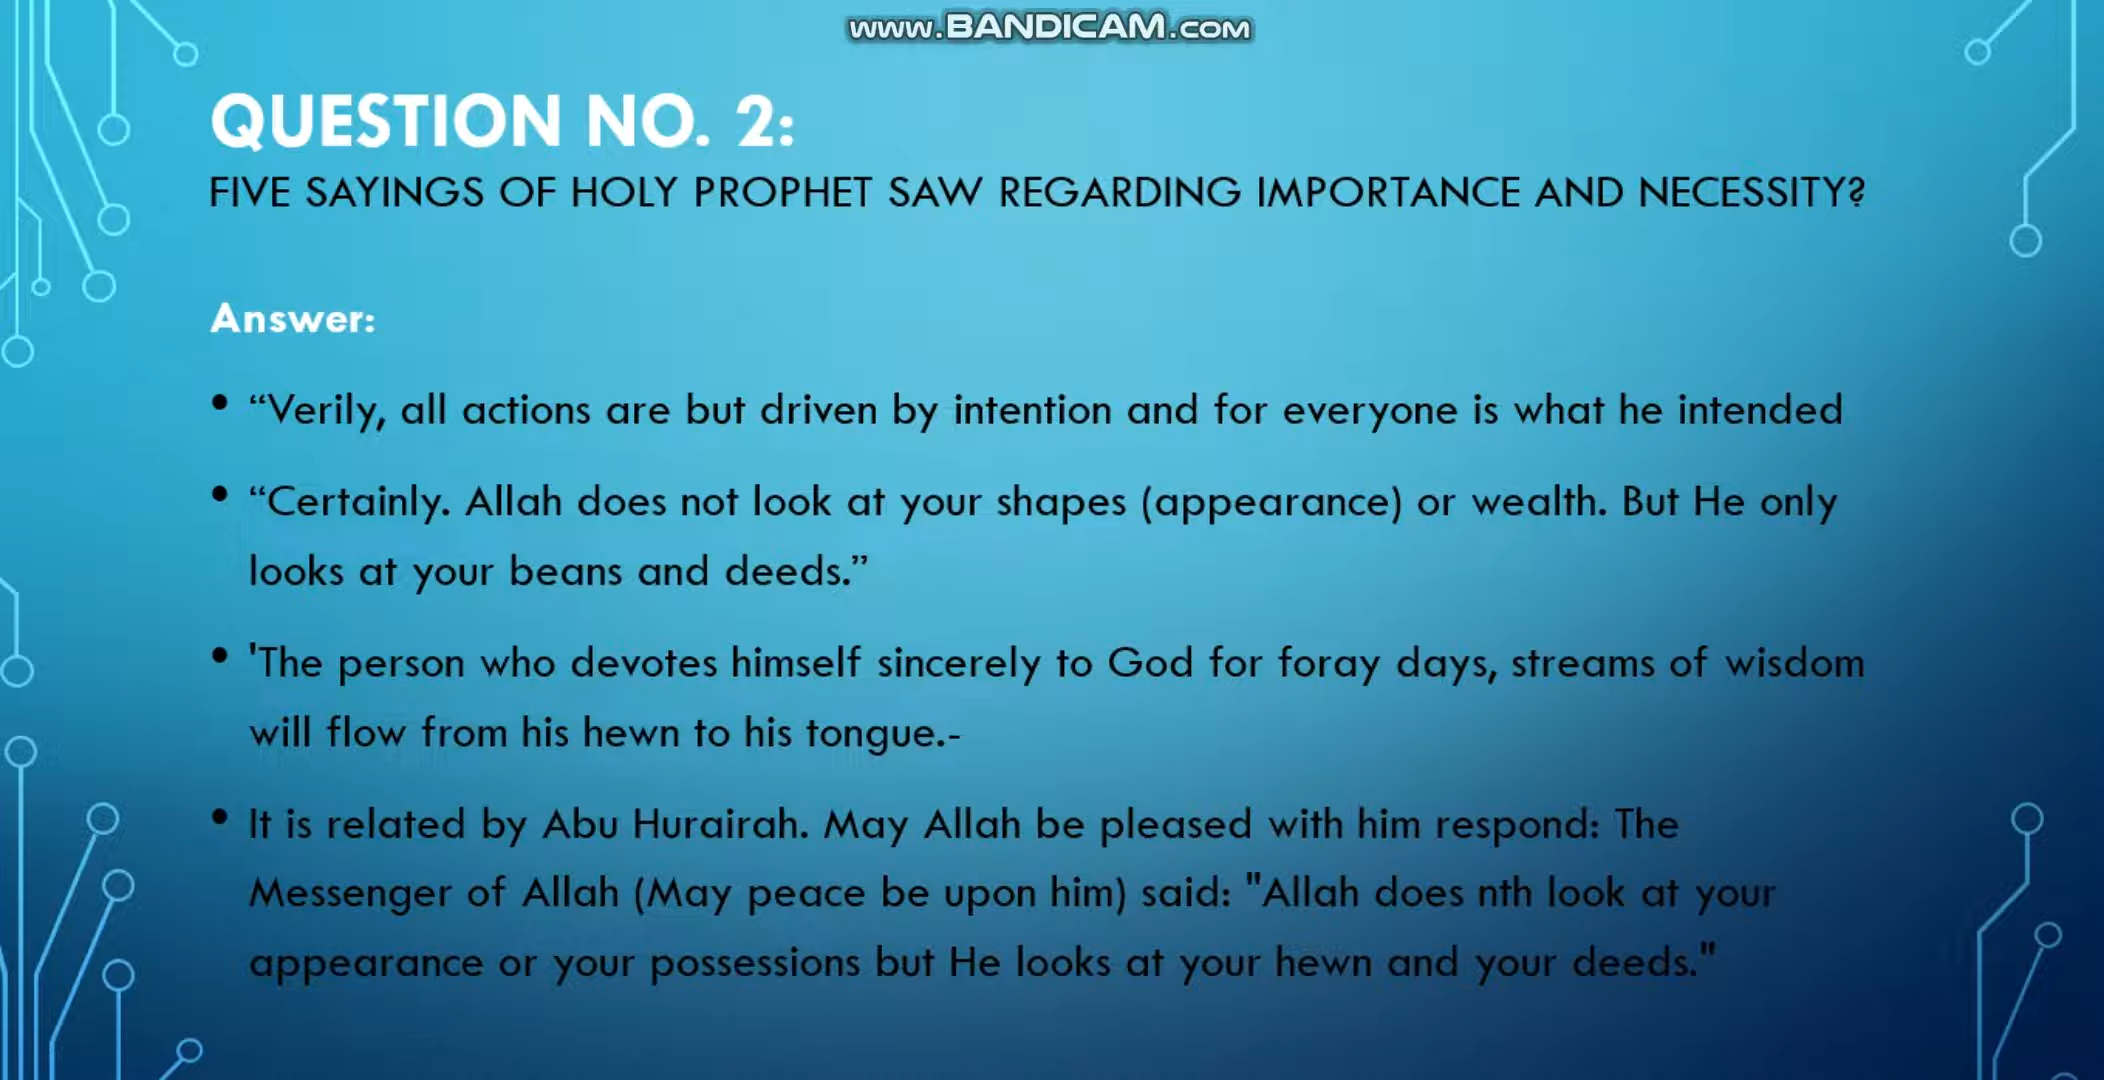 www.BANDICAM.com
QUESTION NO. 2:
FIVE SAYINGS OF HOLY PROPHET SAW REGARDING IMPORTANCE AND NECESSITY?
Answer:
• “Verily, all actions are but driven by intention and for everyone is what he intended
• “Certainly. Allah does not look at your shapes (appearance) or wealth. But He only
looks at your beans and deeds.”
• 'The person who devotes himself sincerely to God for foray days, streams of wisdom
will flow from his hewn to his tongue.-
• It is related by Abu Hurairah. May Allah be pleased with him respond: The
Messenger of Allah (May peace be upon him) said: "Allah does nth look at your
appearance or your possessions but He looks at your hewn and your deeds."